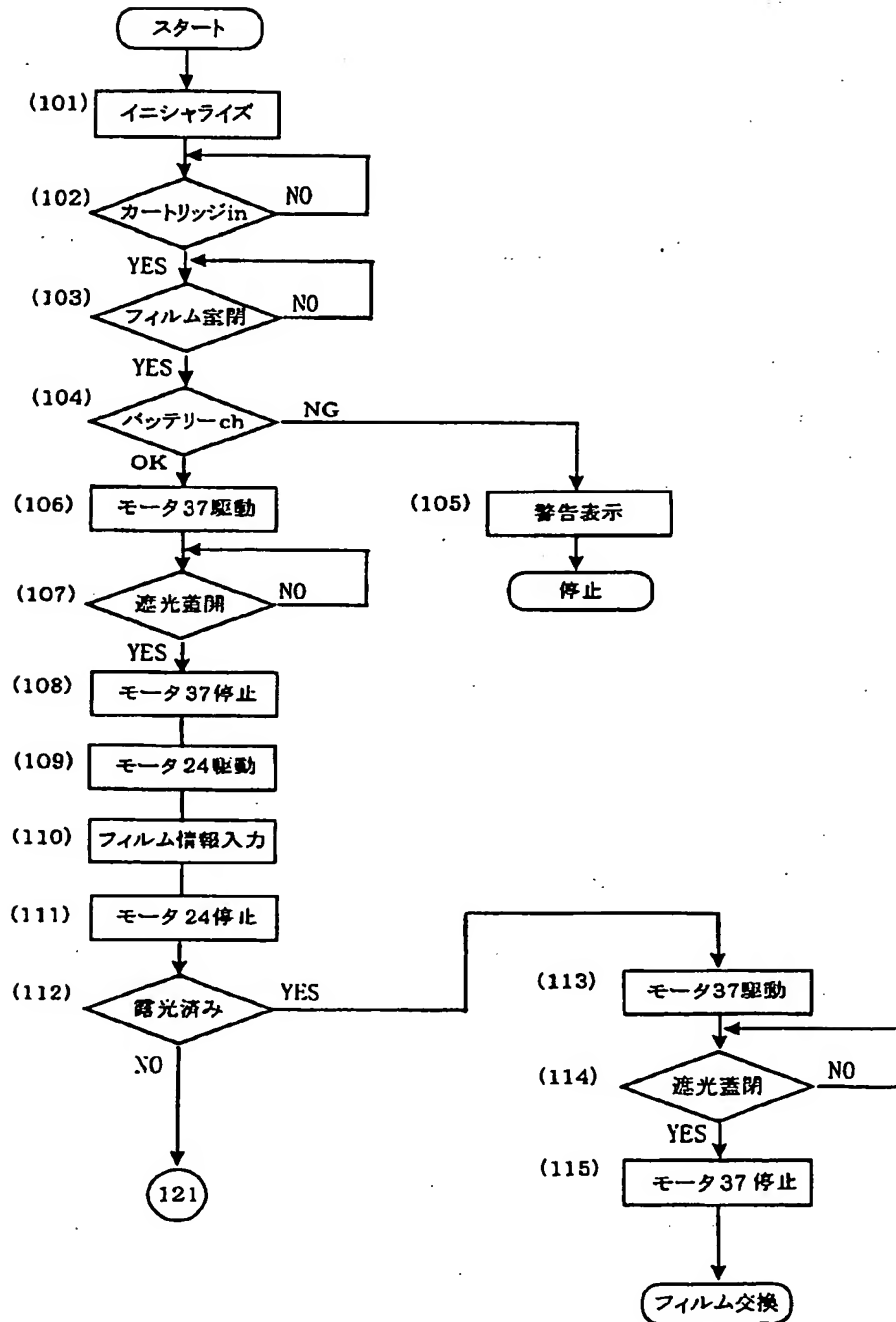 スタート
(101) イニシャライズ
(102) カートリッジin NO
YES
(103) フィルム室閉 NO
YES
(104) バッテリーch NG
OK
(106) モータ37駆動
(105) 警告表示
停止
(107) 遮光蓋開 NO
YES
(108) モータ37停止
(109) モータ24駆動
(110) フィルム情報入力
(111) モータ24停止
(112) 露光済み YES
NO
121
(113) モータ37駆動
(114) 遮光蓋閉 NO
YES
(115) モータ37停止
フィルム交換